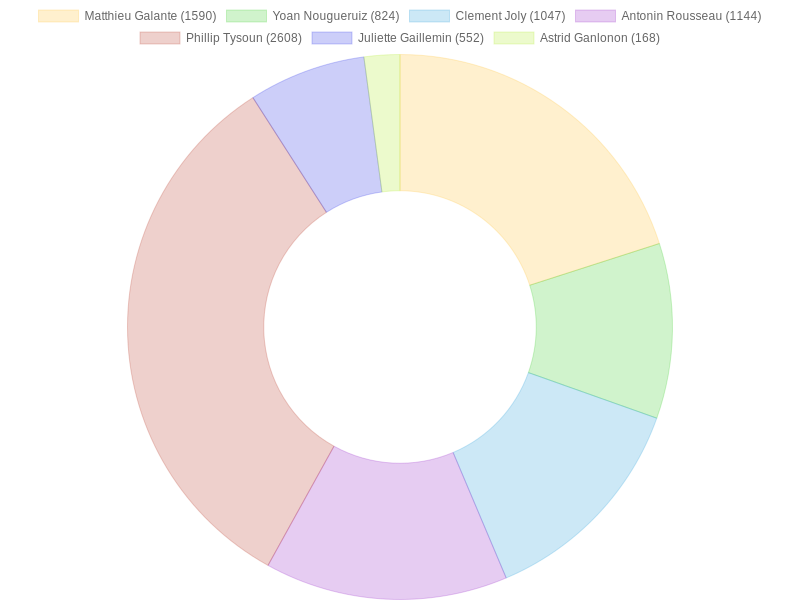 Matthieu Galante (1590) Yoan Nougueruiz (824) Clement Joly (1047) Antonin Rousseau (1144)
Phillip Tysoun (2608) Juliette Gaillemin (552) Astrid Ganlonon (168)